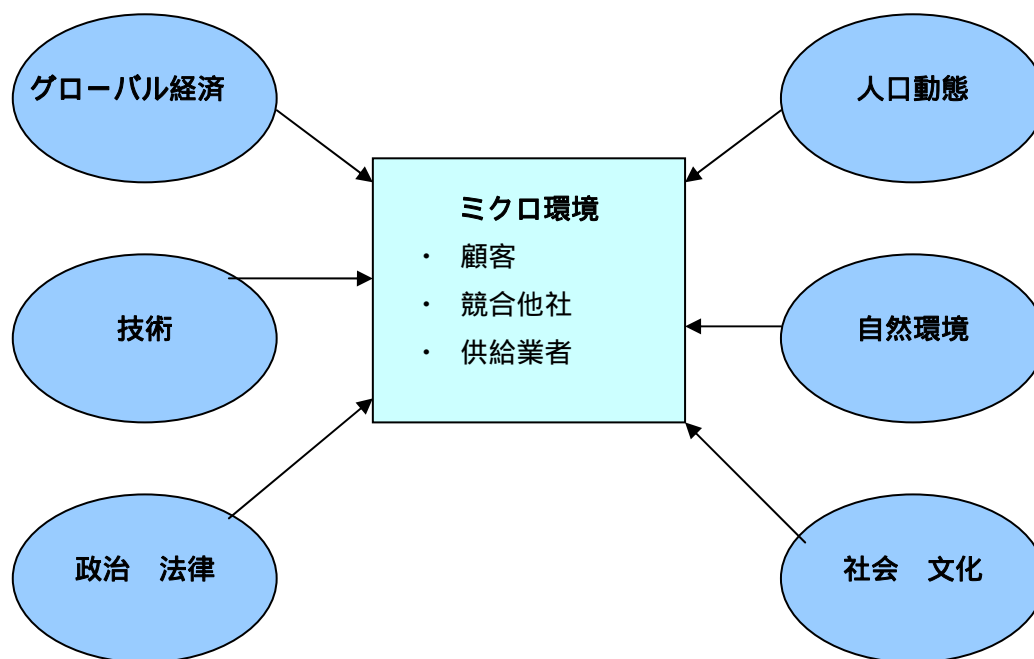 グローバル経済
人口動態
ミクロ環境
・ 顧客
・ 競合他社
・ 供給業者
技術
自然環境
政治　法律
社会　文化